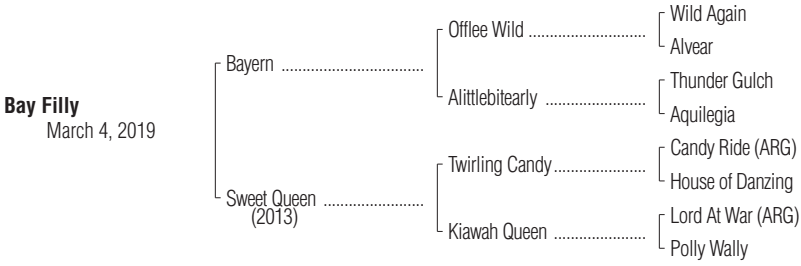 Wild Again
Offlee Wild ............................
Alvear
Bayern ..................................
Thunder Gulch
Alittlebitearly ........................
Aquilegia
Bay Filly
March 4, 2019
Candy Ride (ARG)
Twirling Candy......................
House of Danzing
Sweet Queen ........................
(2013)
Lord At War (ARG)
Kiawah Queen ......................
Polly Wally